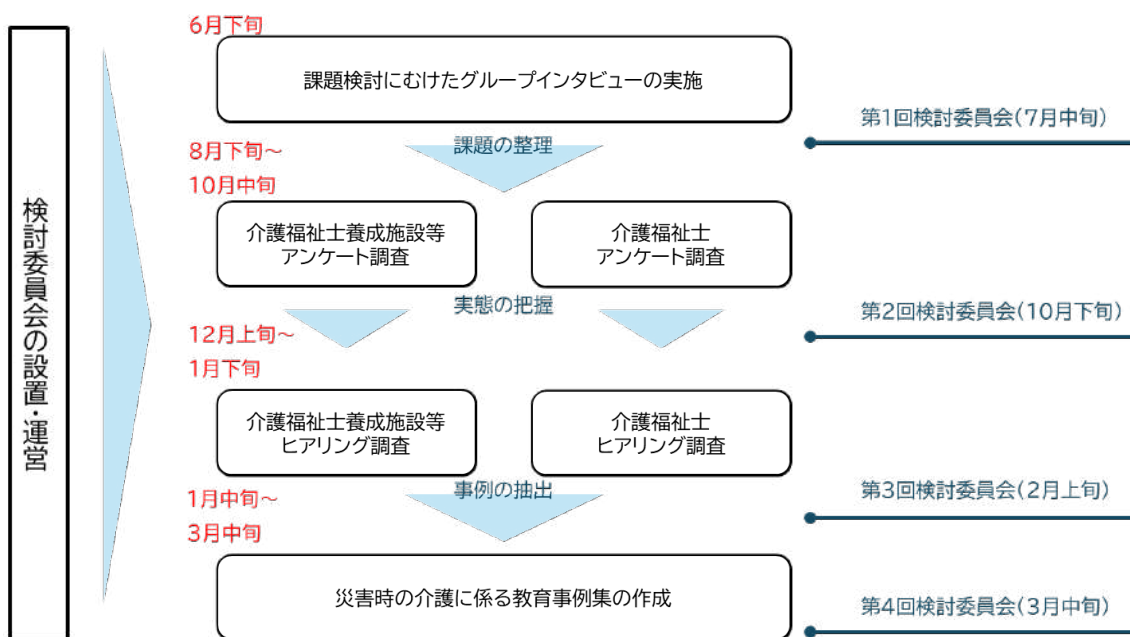 検討委員会の設置・運営
6月下旬
課題検討にむけたグループインタビューの実施
第1回検討委員会(7月中旬)
課題の整理
8月下旬～
10月中旬
介護福祉士養成施設等
アンケート調査
介護福祉士
アンケート調査
実態の把握
第2回検討委員会(10月下旬)
12月上旬～
1月下旬
介護福祉士養成施設等
ヒアリング調査
介護福祉士
ヒアリング調査
事例の抽出
第3回検討委員会(2月上旬)
1月中旬～
3月中旬
災害時の介護に係る教育事例集の作成
第4回検討委員会(3月中旬)